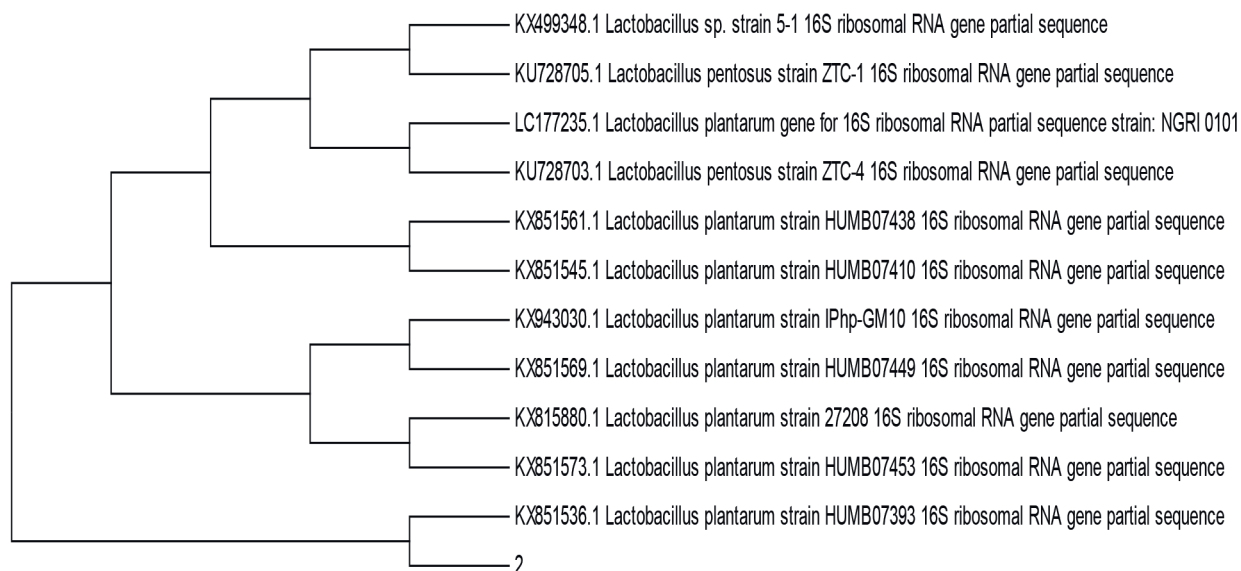 KX499348.1 Lactobacillus sp. strain 5-1 16S ribosomal RNA gene partial sequence
KU728705.1 Lactobacillus pentosus strain ZTC-1 16S ribosomal RNA gene partial sequence
LC177235.1 Lactobacillus plantarum gene for 16S ribosomal RNA partial sequence strain: NGRI 0101
KU728703.1 Lactobacillus pentosus strain ZTC-4 16S ribosomal RNA gene partial sequence
KX851561.1 Lactobacillus plantarum strain HUMB07438 16S ribosomal RNA gene partial sequence
KX851545.1 Lactobacillus plantarum strain HUMB07410 16S ribosomal RNA gene partial sequence
KX943030.1 Lactobacillus plantarum strain IPhp-GM10 16S ribosomal RNA gene partial sequence
KX851569.1 Lactobacillus plantarum strain HUMB07449 16S ribosomal RNA gene partial sequence
KX815880.1 Lactobacillus plantarum strain 27208 16S ribosomal RNA gene partial sequence
KX851573.1 Lactobacillus plantarum strain HUMB07453 16S ribosomal RNA gene partial sequence
KX851536.1 Lactobacillus plantarum strain HUMB07393 16S ribosomal RNA gene partial sequence
2